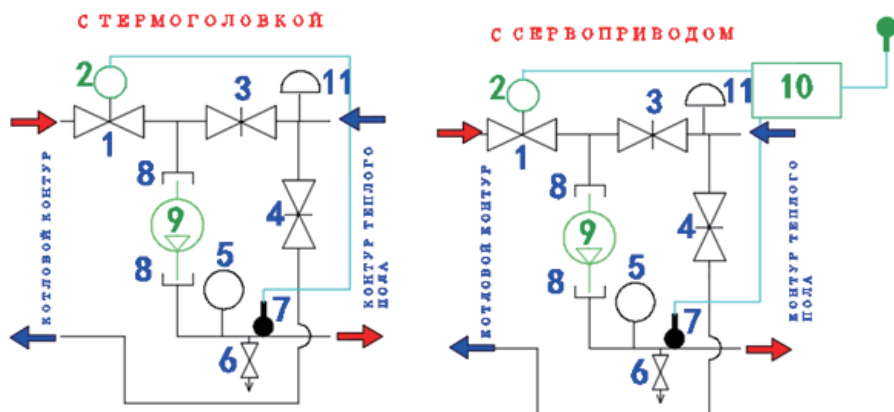 С ТЕРМОГОЛОВКОЙ
2
3
11
1
8
КОТЛОВОЙ КОНТУР
9
4
КОНТУР ТЕПЛОГО
ПОЛА
8
5
7
6
С СЕРВОПРИВОДОМ
2
3
11
10
1
8
КОТЛОВОЙ КОНТУР
9
4
КОНТУР ТЕПЛОГО
ПОЛА
8
5
7
6